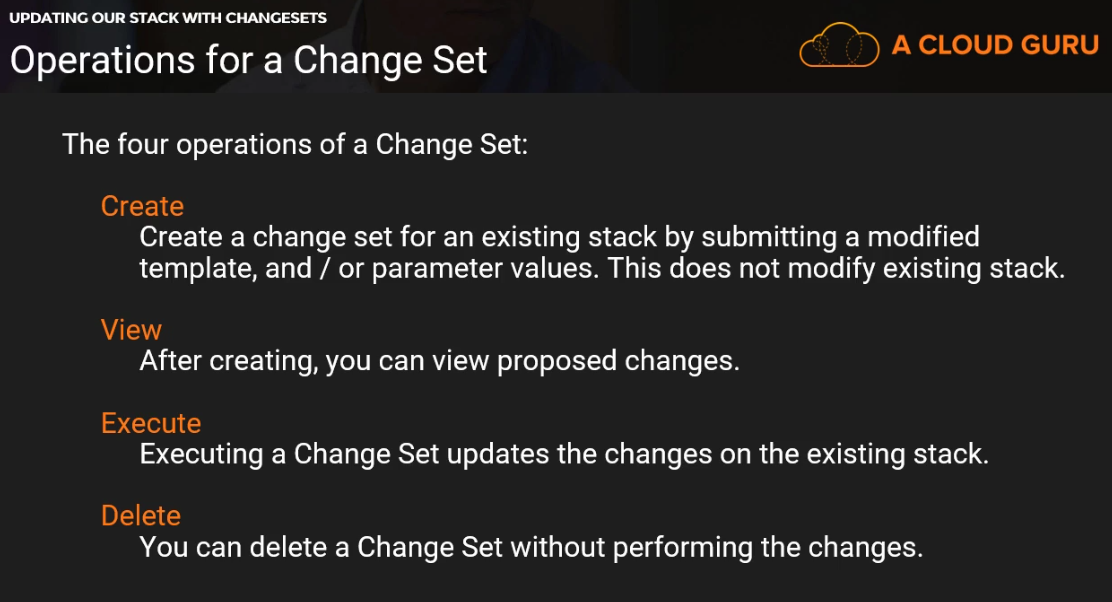 UPDATING OUR STACK WITH CHANGESETS
Operations for a Change Set
A CLOUD GURU
The four operations of a Change Set:
Create
Create a change set for an existing stack by submitting a modified
template, and / or parameter values. This does not modify existing stack.
View
After creating, you can view proposed changes.
Execute
Executing a Change Set updates the changes on the existing stack.
Delete
You can delete a Change Set without performing the changes.